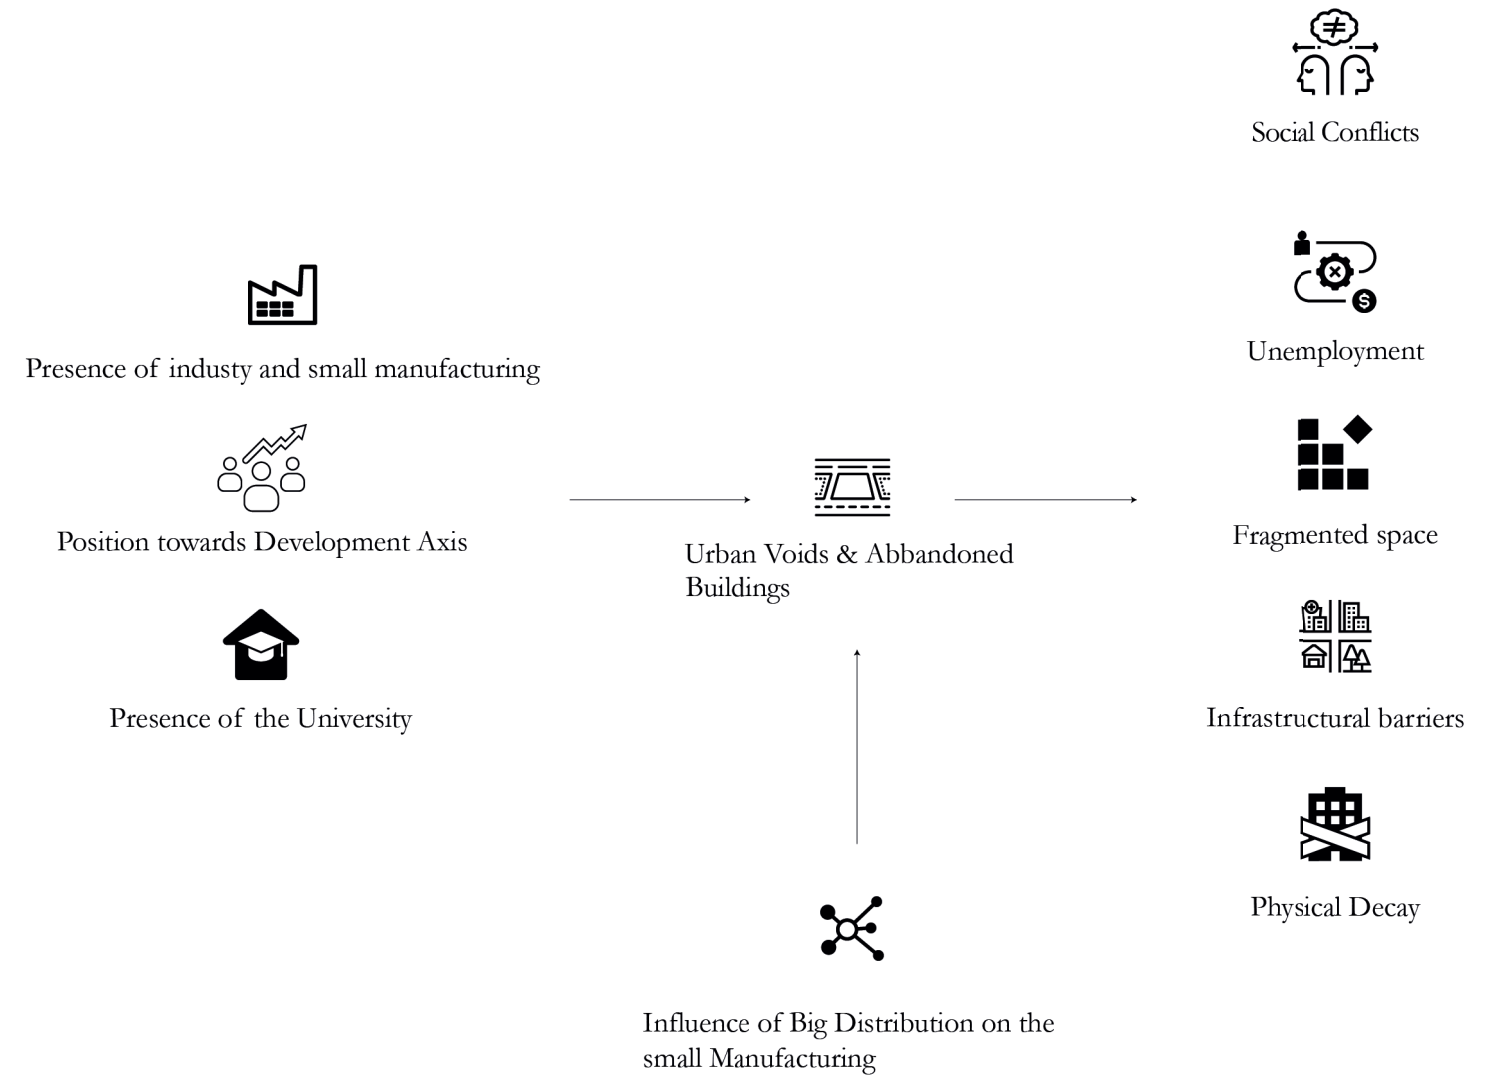 Social Conflicts
Unemployment
Presence of industy and small manufacturing
Position towards Development Axis
Fragmented space
Urban Voids & Abbandoned
Buildings
Presence of the University
Infrastructural barriers
Physical Decay
Influence of Big Distribution on the
small Manufacturing